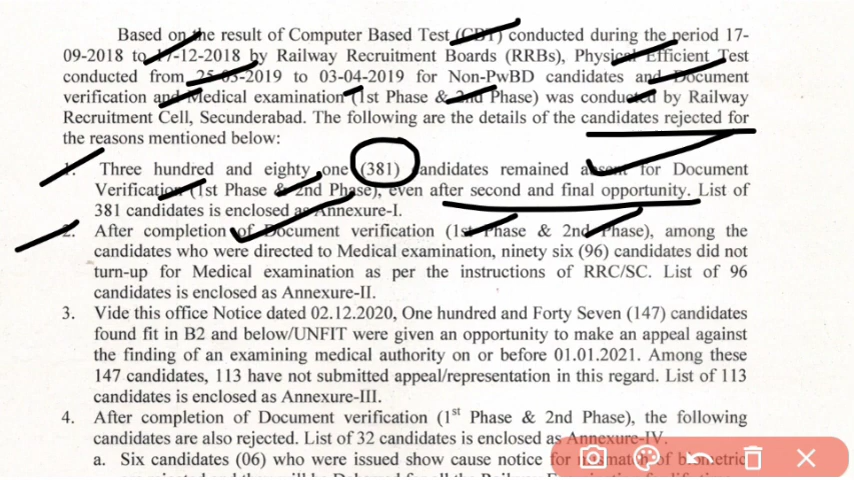 Based on the result of Computer Based Test (CBT) conducted during the period 17-
09-2018 to 17-12-2018 by Railway Recruitment Boards (RRBs), Physical Efficient Test
conducted from 25-03-2019 to 03-04-2019 for Non-PwBD candidates and Document
verification and Medical examination (1st Phase & 2nd Phase) was conducted by Railway
Recruitment Cell, Secunderabad. The following are the details of the candidates rejected for
the reasons mentioned below:
1. Three hundred and eighty one (381) candidates remained absent for Document
Verification (1st Phase & 2nd Phase), even after second and final opportunity. List of
381 candidates is enclosed as Annexure-I.
2. After completion of Document verification (1st Phase & 2nd Phase), among the
candidates who were directed to Medical examination, ninety six (96) candidates did not
turn-up for Medical examination as per the instructions of RRC/SC. List of 96
candidates is enclosed as Annexure-II.
3. Vide this office Notice dated 02.12.2020, One hundred and Forty Seven (147) candidates
found fit in B2 and below/UNFIT were given an opportunity to make an appeal against
the finding of an examining medical authority on or before 01.01.2021. Among these
147 candidates, 113 have not submitted appeal/representation in this regard. List of 113
candidates is enclosed as Annexure-III.
4. After completion of Document verification (1st Phase & 2nd Phase), the following
candidates are also rejected. List of 32 candidates is enclosed as Annexure-IV.
a. Six candidates (06) who were issued show cause notice for mismatch of biometric